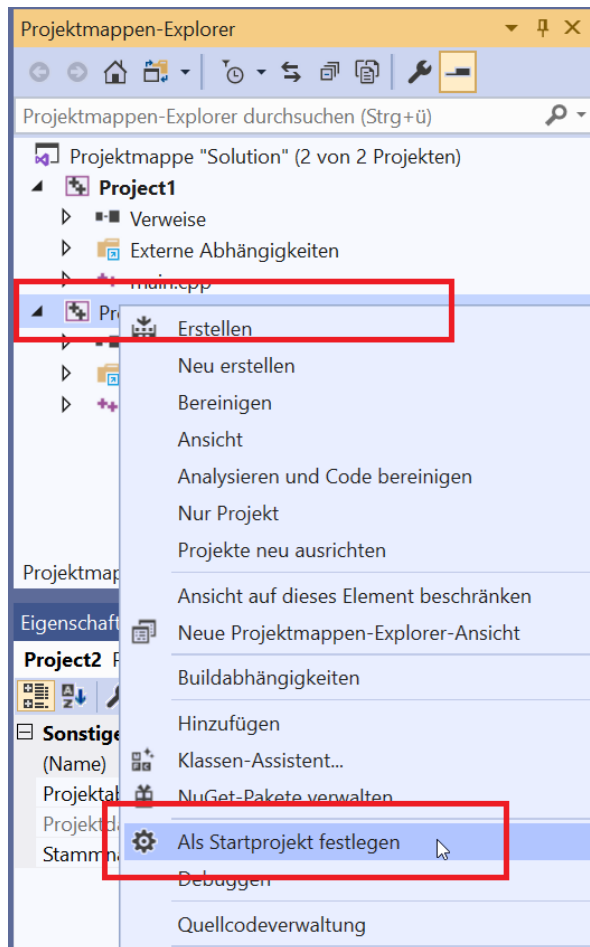 Projektmappen-Explorer
Projektmappen-Explorer durchsuchen (Strg+ü)
Projektmappe "Solution" (2 von 2 Projekten)
Project1
Verweise
Externe Abhängigkeiten
main.cpp
Erstellen
Neu erstellen
Bereinigen
Ansicht
Analysieren und Code bereinigen
Nur Projekt
Projekte neu ausrichten
Ansicht auf dieses Element beschränken
Neue Projektmappen-Explorer-Ansicht
Buildabhängigkeiten
Hinzufügen
Klassen-Assistent...
NuGet-Pakete verwalten
Als Startprojekt festlegen
Debuggen
Quellcodeverwaltung
Project2
(Name)